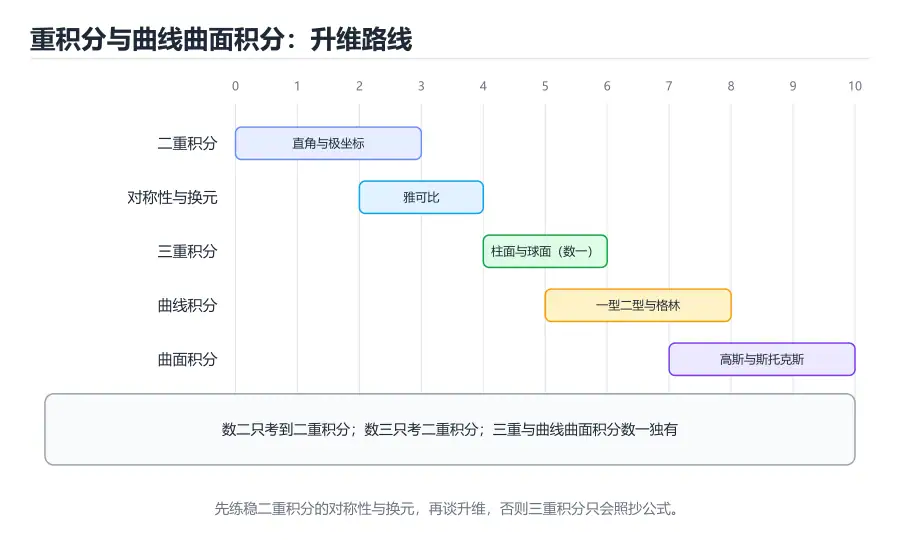 重积分与曲线曲面积分：升维路线
0 1 2 3 4 5 6 7 8 9 10
二重积分 直角与极坐标
对称性与换元 雅可比
三重积分 柱面与球面（数一）
曲线积分 一型二型与格林
曲面积分 高斯与斯托克斯
数二只考到二重积分；数三只考二重积分；三重与曲线曲面积分数一独有
先练稳二重积分的对称性与换元，再谈升维，否则三重积分只会照抄公式。